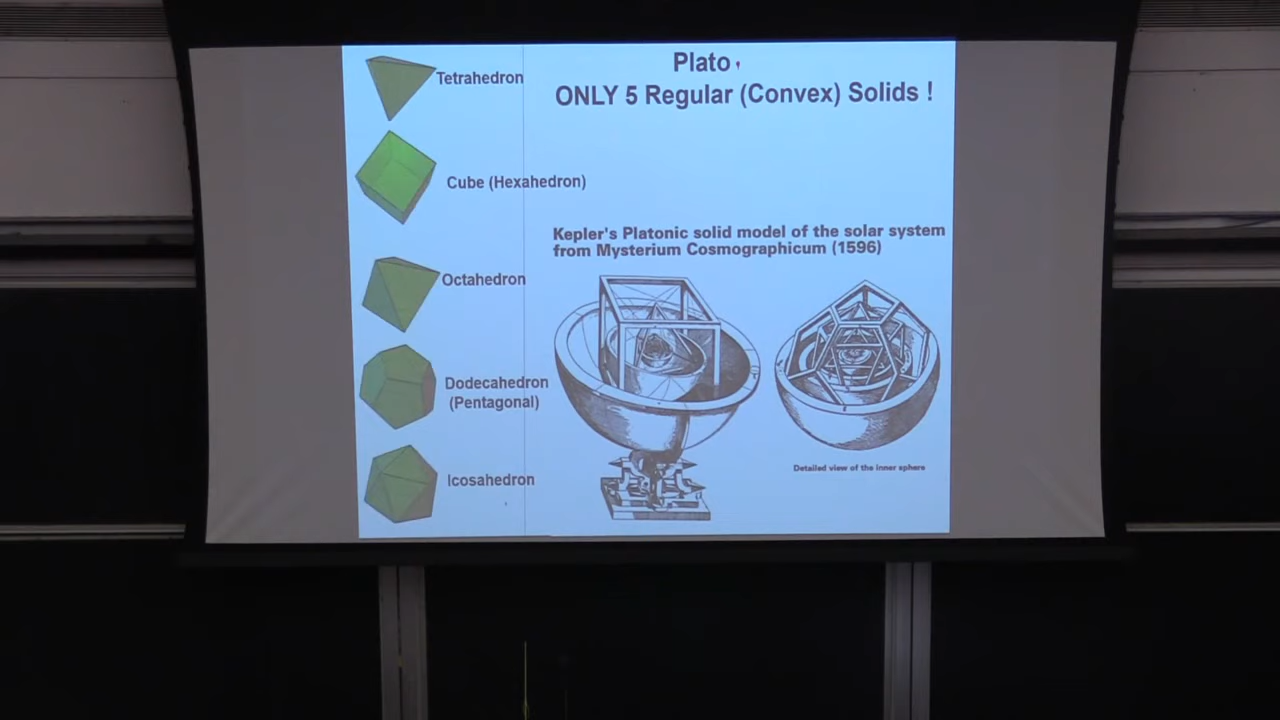 Plato
ONLY 5 Regular (Convex) Solids !
Tetrahedron
Cube (Hexahedron)
Octahedron
Dodecahedron
(Pentagonal)
Icosahedron
Kepler's Platonic solid model of the solar system
from Mysterium Cosmographicum (1596)
Detailed view of the inner sphere